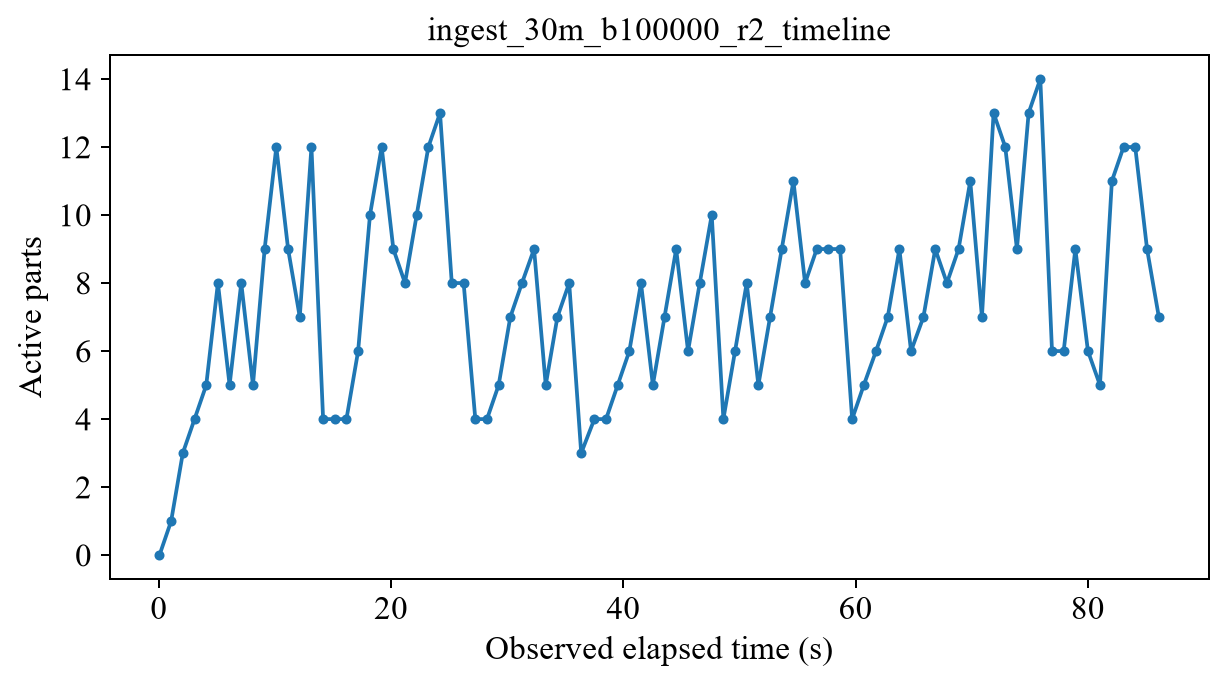 ingest_30m_b100000_r2_timeline
14
12
10
8
6
4
2
0
Active parts
0 20 40 60 80
Observed elapsed time (s)